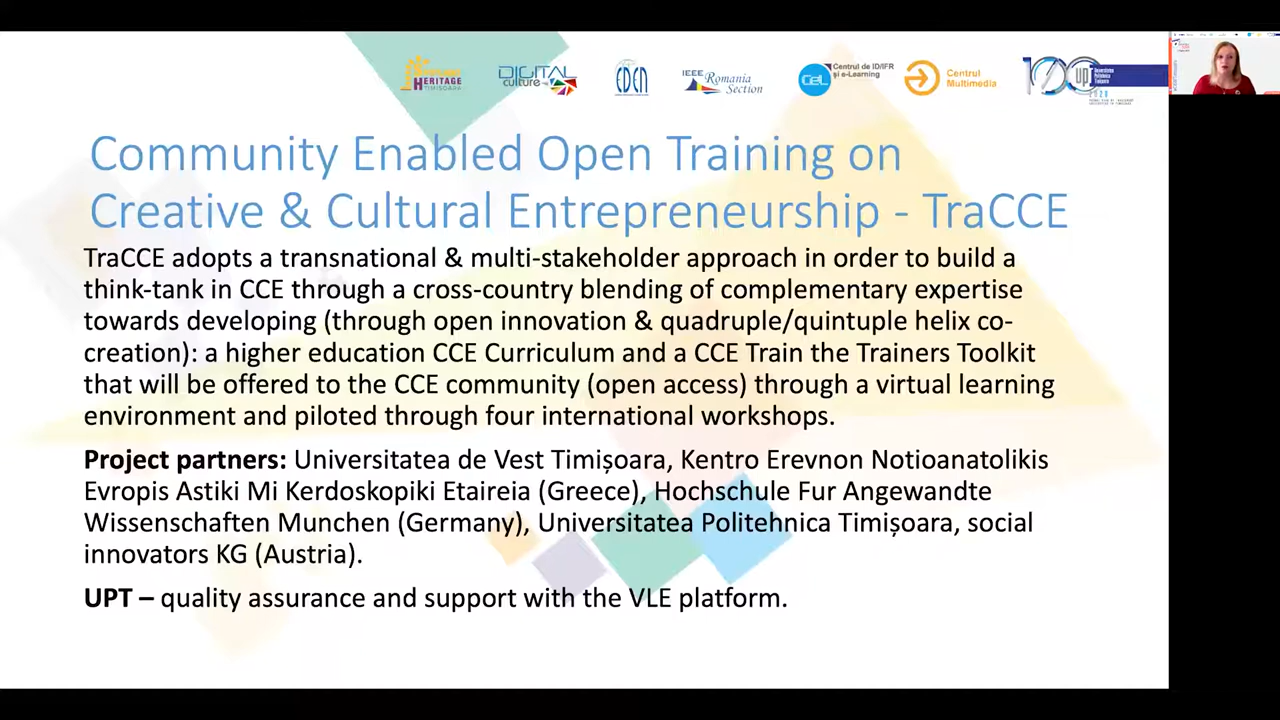 HERITAGE
TIMISOARA
DIGITAL
culture
EDEN
IEEE Romania
Section
CeL
Centrul de ID/IFR
și e-Learning
Centrul
Multimedia
100
UPT
Universitatea
Politehnica
Timișoara
Community Enabled Open Training on
Creative & Cultural Entrepreneurship - TraCCE
TraCCE adopts a transnational & multi-stakeholder approach in order to build a
think-tank in CCE through a cross-country blending of complementary expertise
towards developing (through open innovation & quadruple/quintuple helix co-
creation): a higher education CCE Curriculum and a CCE Train the Trainers Toolkit
that will be offered to the CCE community (open access) through a virtual learning
environment and piloted through four international workshops.
Project partners: Universitatea de Vest Timișoara, Kentro Erevnon Notioanatolikis
Evropis Astiki Mi Kerdoskopiki Etaireia (Greece), Hochschule Fur Angewandte
Wissenschaften Munchen (Germany), Universitatea Politehnica Timișoara, social
innovators KG (Austria).
UPT – quality assurance and support with the VLE platform.